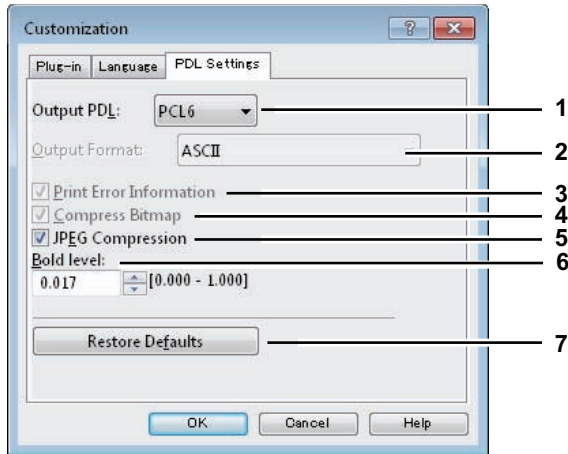 Customization
Plug-in Language PDL Settings
Output PDL: PCL6 1
Output Format: ASCII 2
Print Error Information 3
Compress Bitmap 4
JPEG Compression 5
Bold level: 6
0.017 [0.000 - 1.000]
Restore Defaults 7
OK Cancel Help